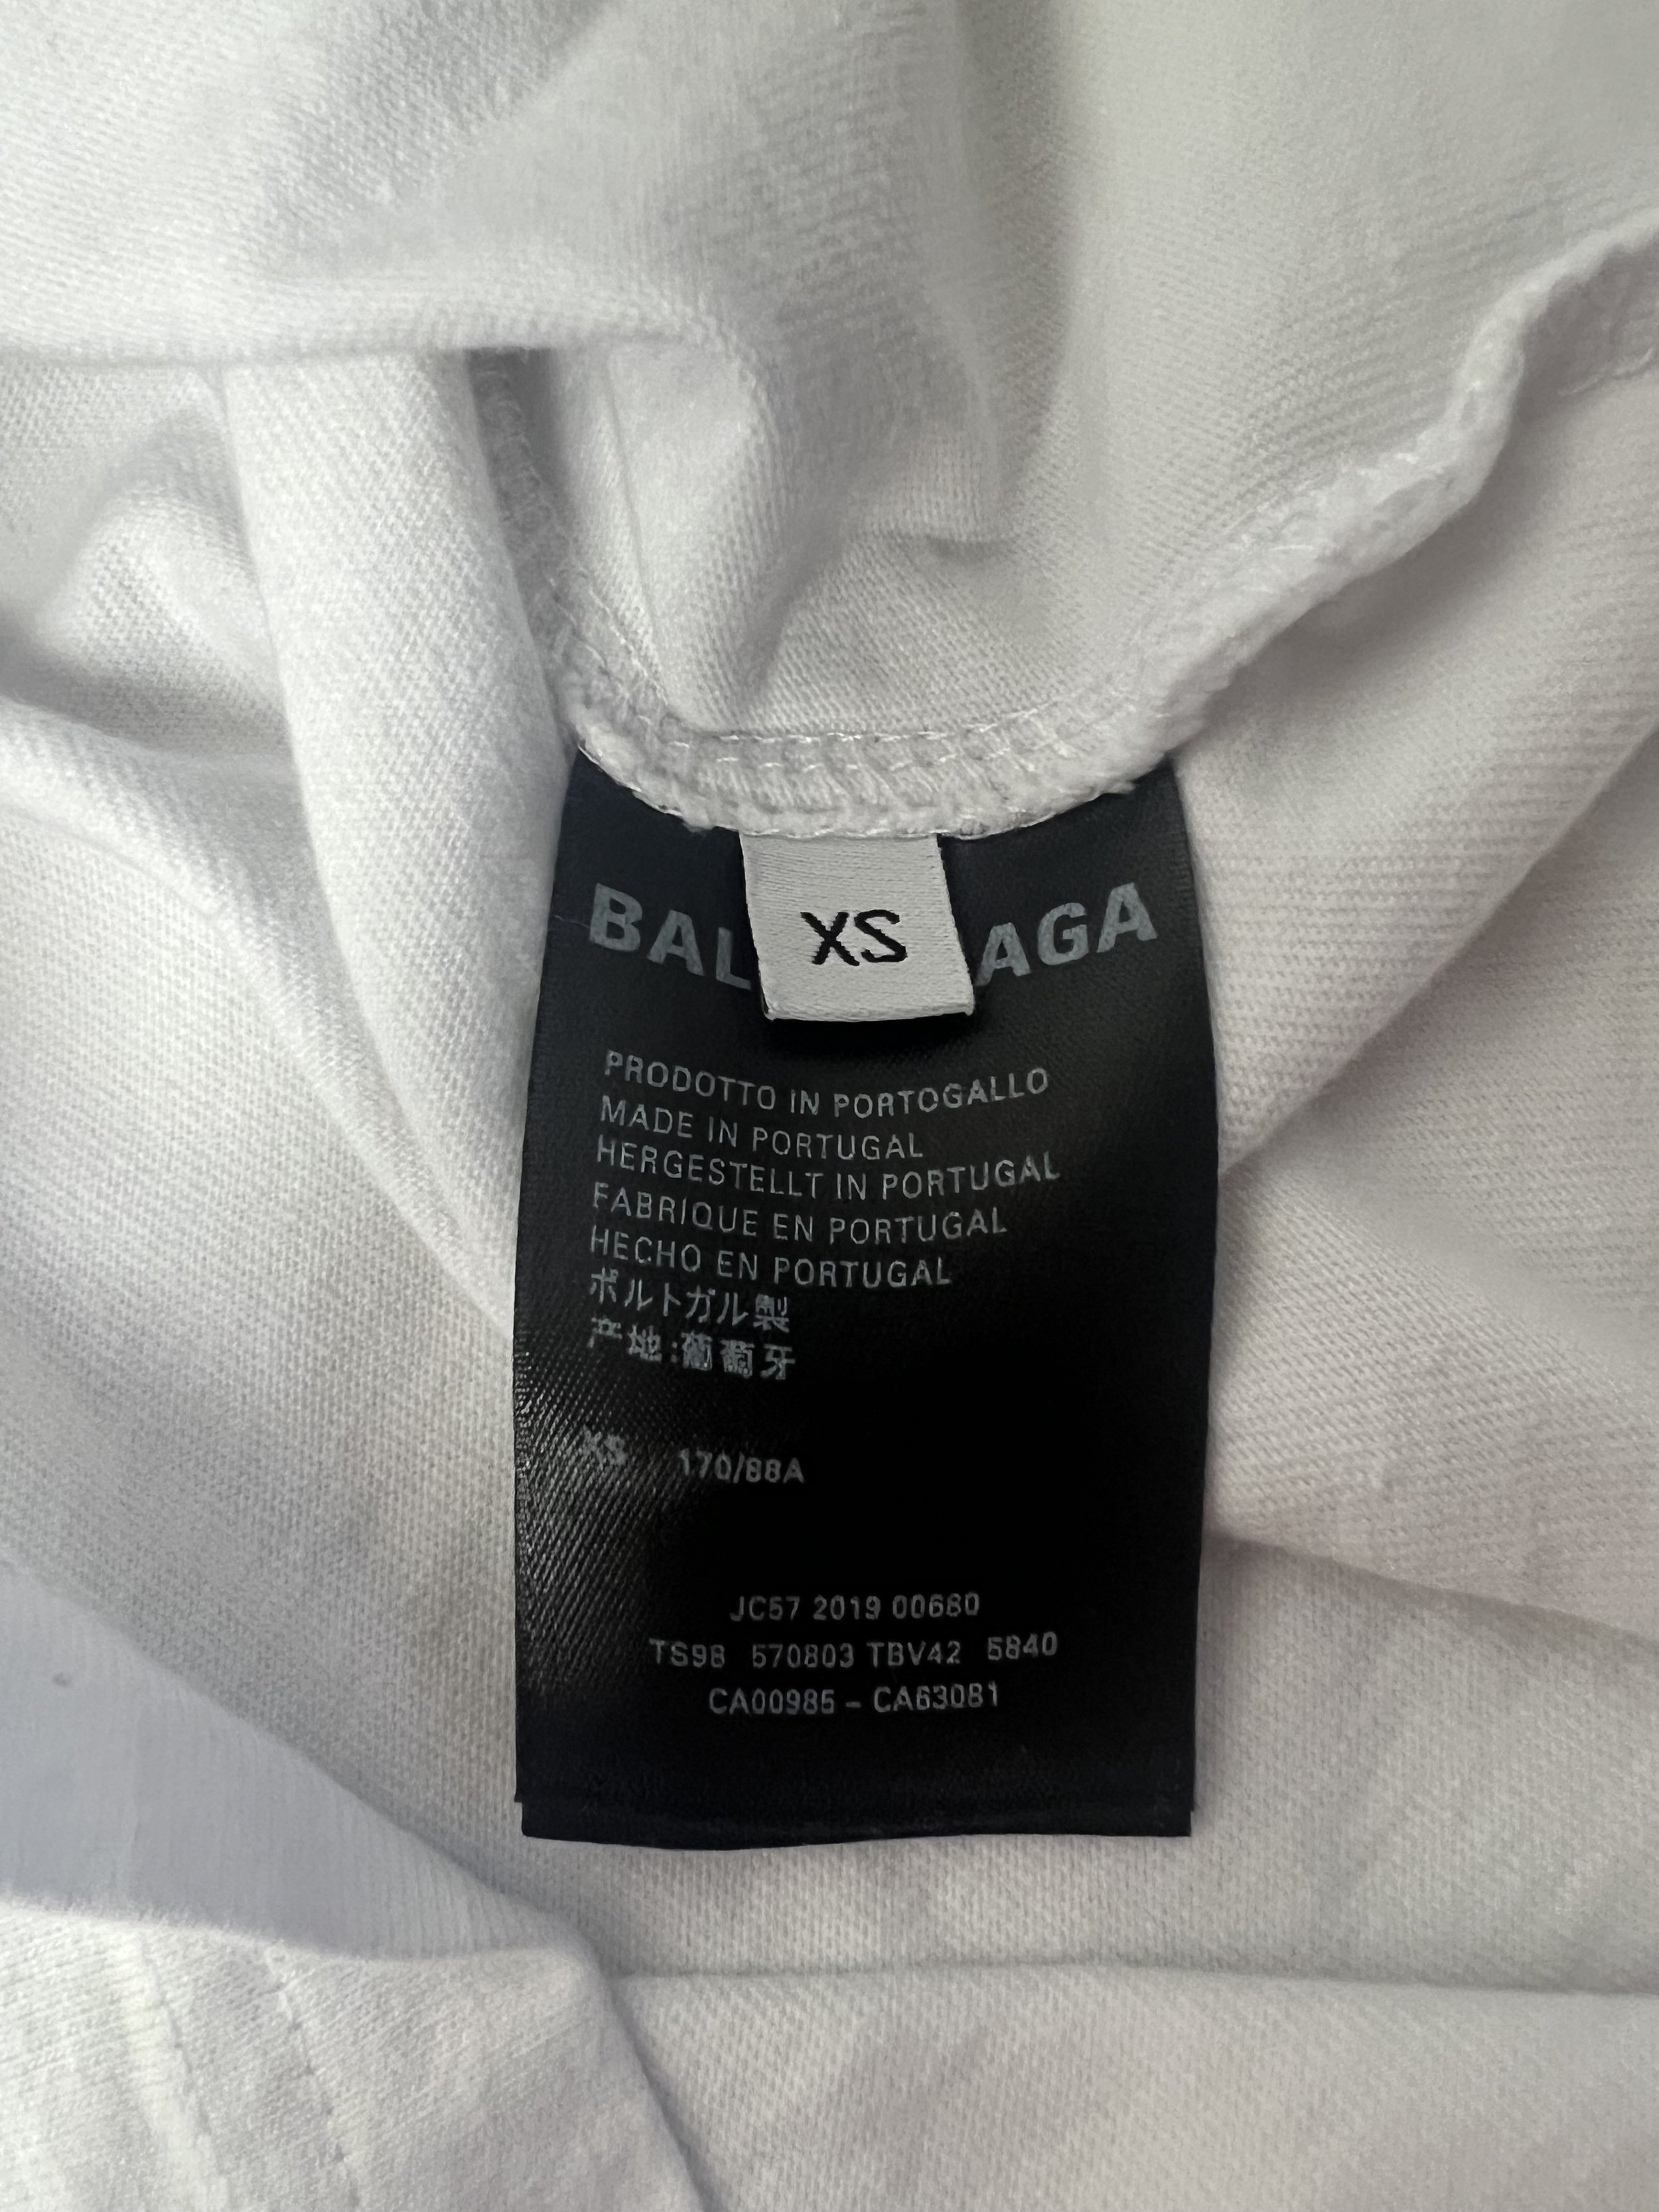 BAL AGA
XS
PRODOTTO IN PORTOGALLO
MADE IN PORTUGAL
HERGESTELLT IN PORTUGAL
FABRIQUE EN PORTUGAL
HECHO EN PORTUGAL
ポルトガル製
产地:葡萄牙
XS 170/88A
JC57 2019 00680
TS98 570803 TBV42 5840
CA00985 – CA63081